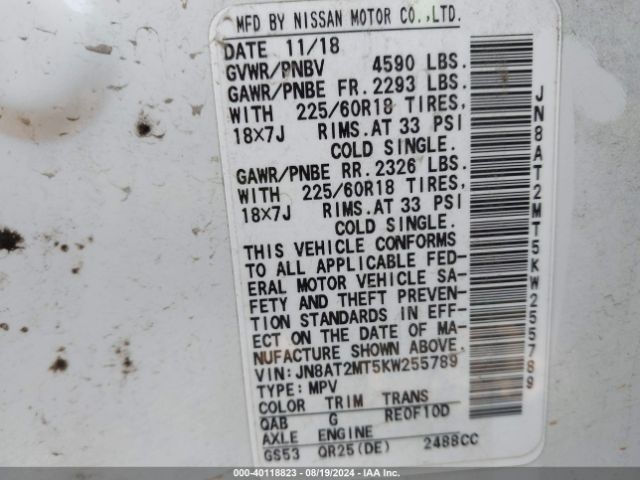 MFD BY NISSAN MOTOR CO.,LTD.
DATE 11/18
GVWR/PNBV 4590 LBS.
GAWR/PNBE FR.2293 LBS.
WITH 225/60R18 TIRES,
18X7J RIMS.AT 33 PSI
COLD SINGLE.
GAWR/PNBE RR.2326 LBS.
WITH 225/60R18 TIRES,
18X7J RIMS.AT 33 PSI
COLD SINGLE.
THIS VEHICLE CONFORMS
TO ALL APPLICABLE FED-
ERAL MOTOR VEHICLE SA-
FETY AND THEFT PREVEN-
TION STANDARDS IN EFF-
ECT ON THE DATE OF MA-
NUFACTURE SHOWN ABOVE.
VIN: JN8AT2MT5KW255789
TYPE: MPV
COLOR TRIM TRANS
QAB G RE0F10D
AXLE ENGINE
GS53 QR25(DE) 2488CC
JN8AT2MT5KW255789
000-40118823 - 08/19/2024 - IAAI.COM